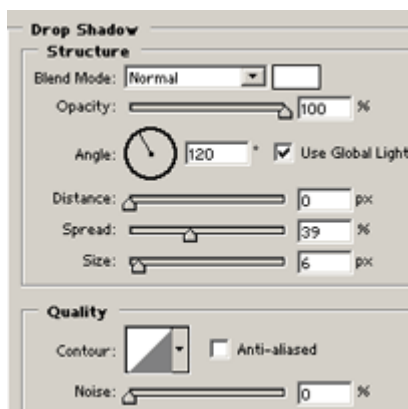 Drop Shadow
Structure
Blend Mode: Normal
Opacity: 100 %
Angle: 120 ° Use Global Light
Distance: 0 px
Spread: 39 %
Size: 6 px
Quality
Contour: Anti-aliased
Noise: 0 %